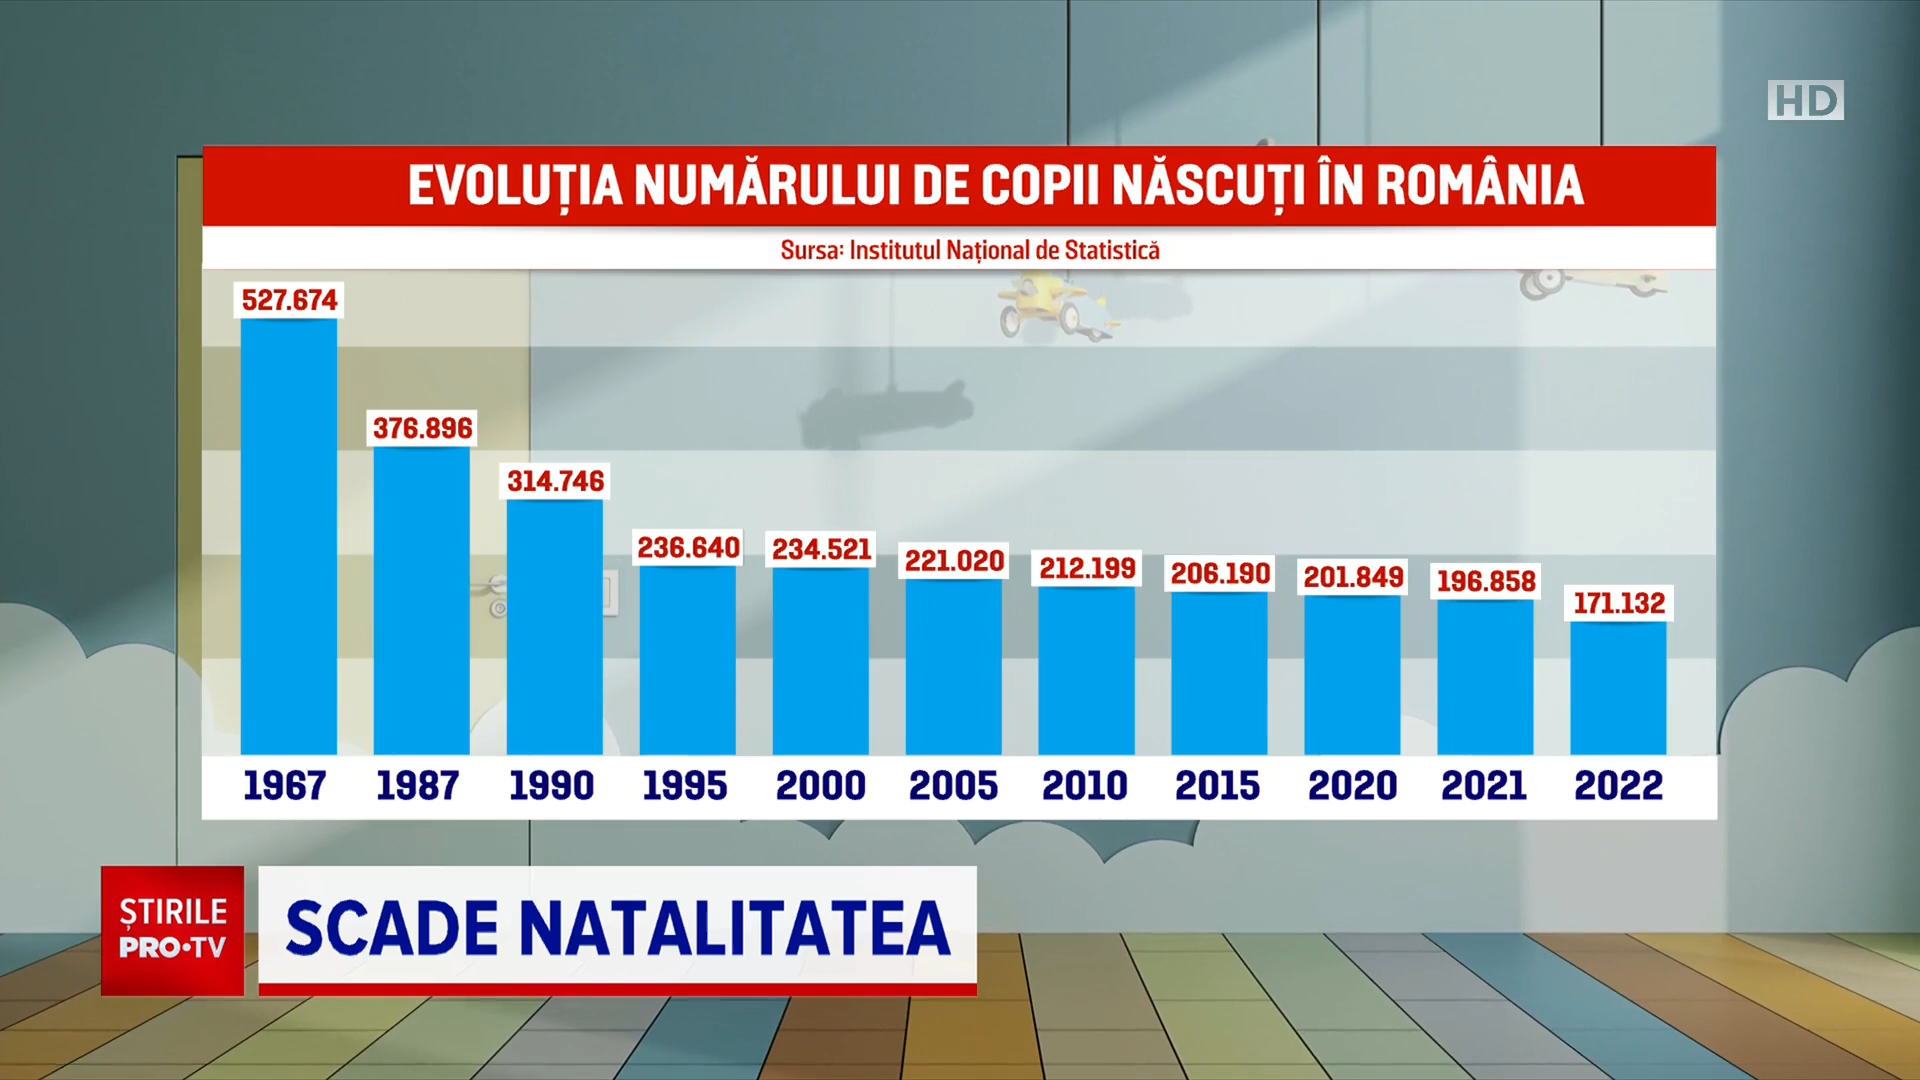 HD
EVOLUȚIA NUMĂRULUI DE COPII NĂSCUȚI ÎN ROMÂNIA
Sursa: Institutul Național de Statistică
527.674
376.896
314.746
236.640
234.521
221.020
212.199
206.190
201.849
196.858
171.132
1967 1987 1990 1995 2000 2005 2010 2015 2020 2021 2022
ȘTIRILE
PRO•TV
SCADE NATALITATEA